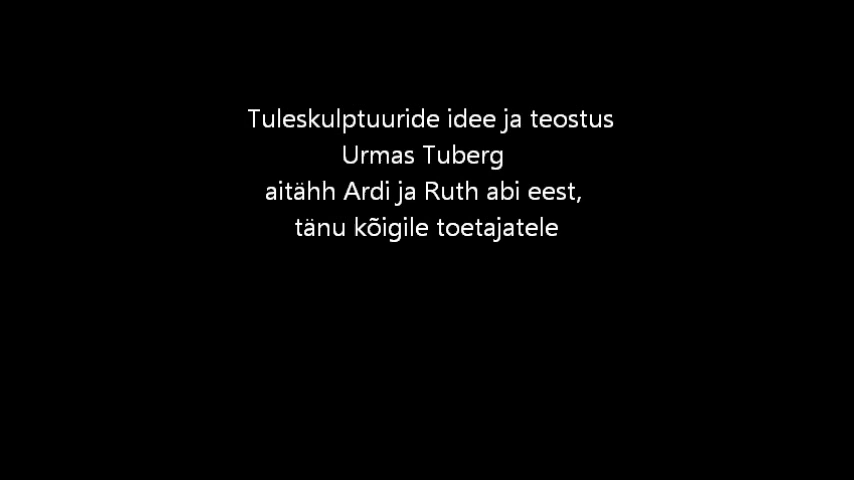 Tuleskulptuuride idee ja teostus
Urmas Tuberg
aitähh Ardi ja Ruth abi eest,
tänu kõigile toetajatele